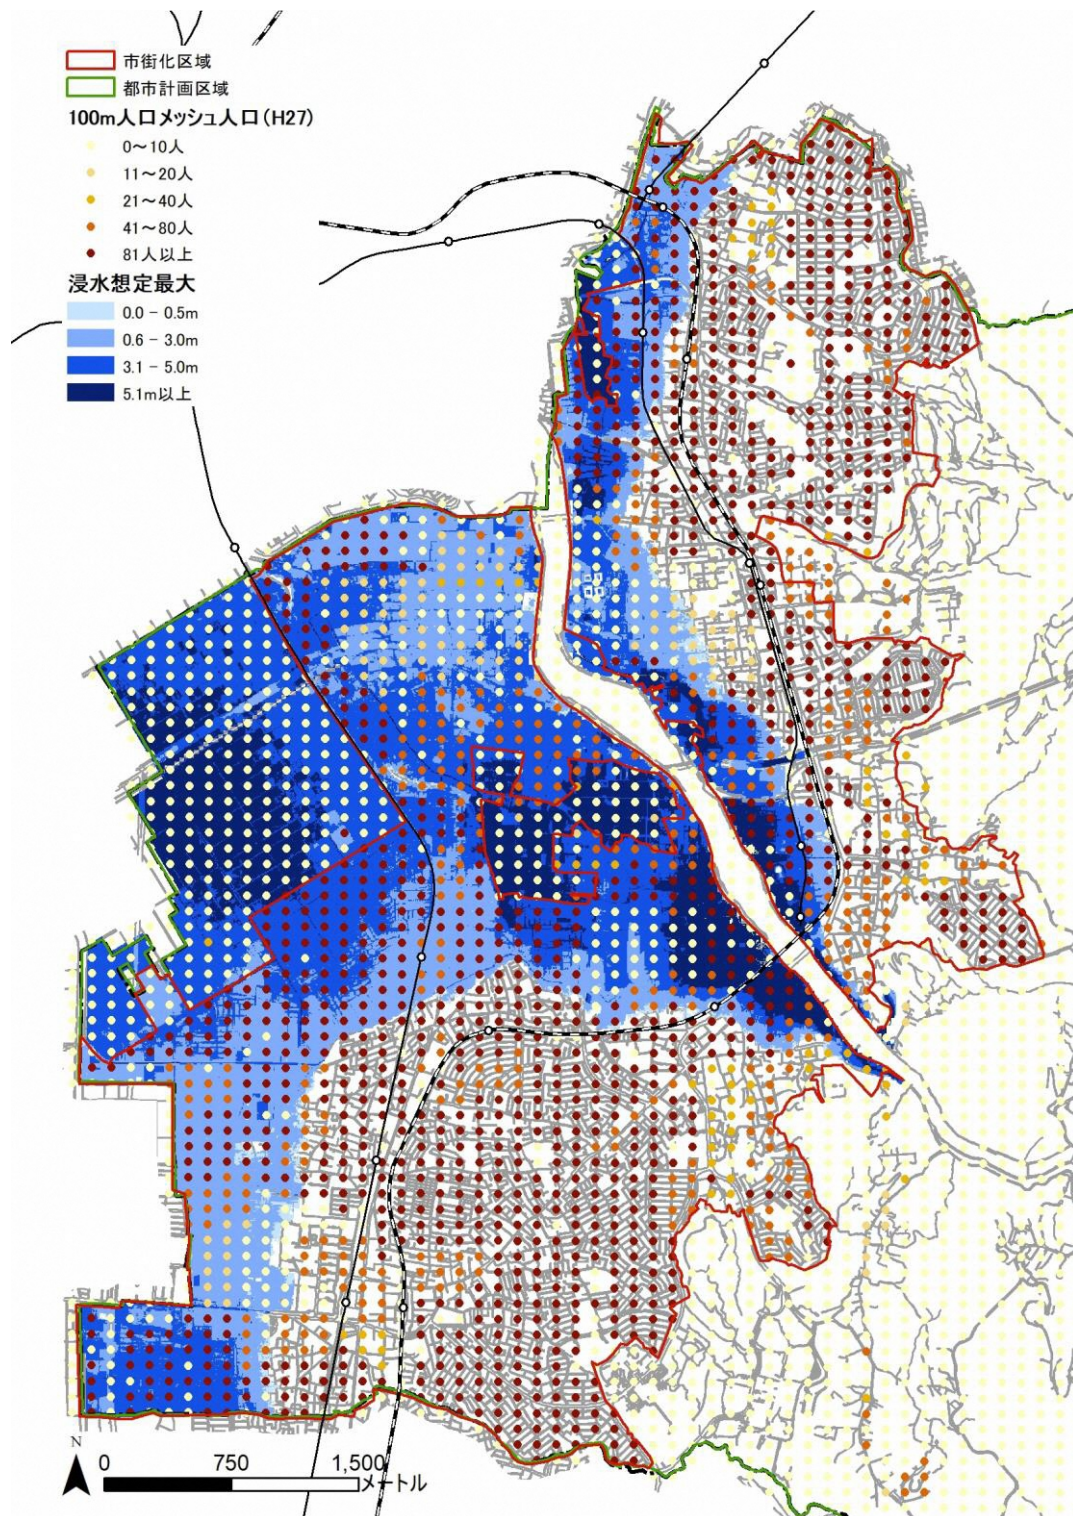 市街化区域
都市計画区域
100m人口メッシュ人口(H27)
0～10人
11～20人
21～40人
41～80人
81人以上
浸水想定最大
0.0 - 0.5m
0.6 - 3.0m
3.1 - 5.0m
5.1m以上
N
0 750 1,500
メートル